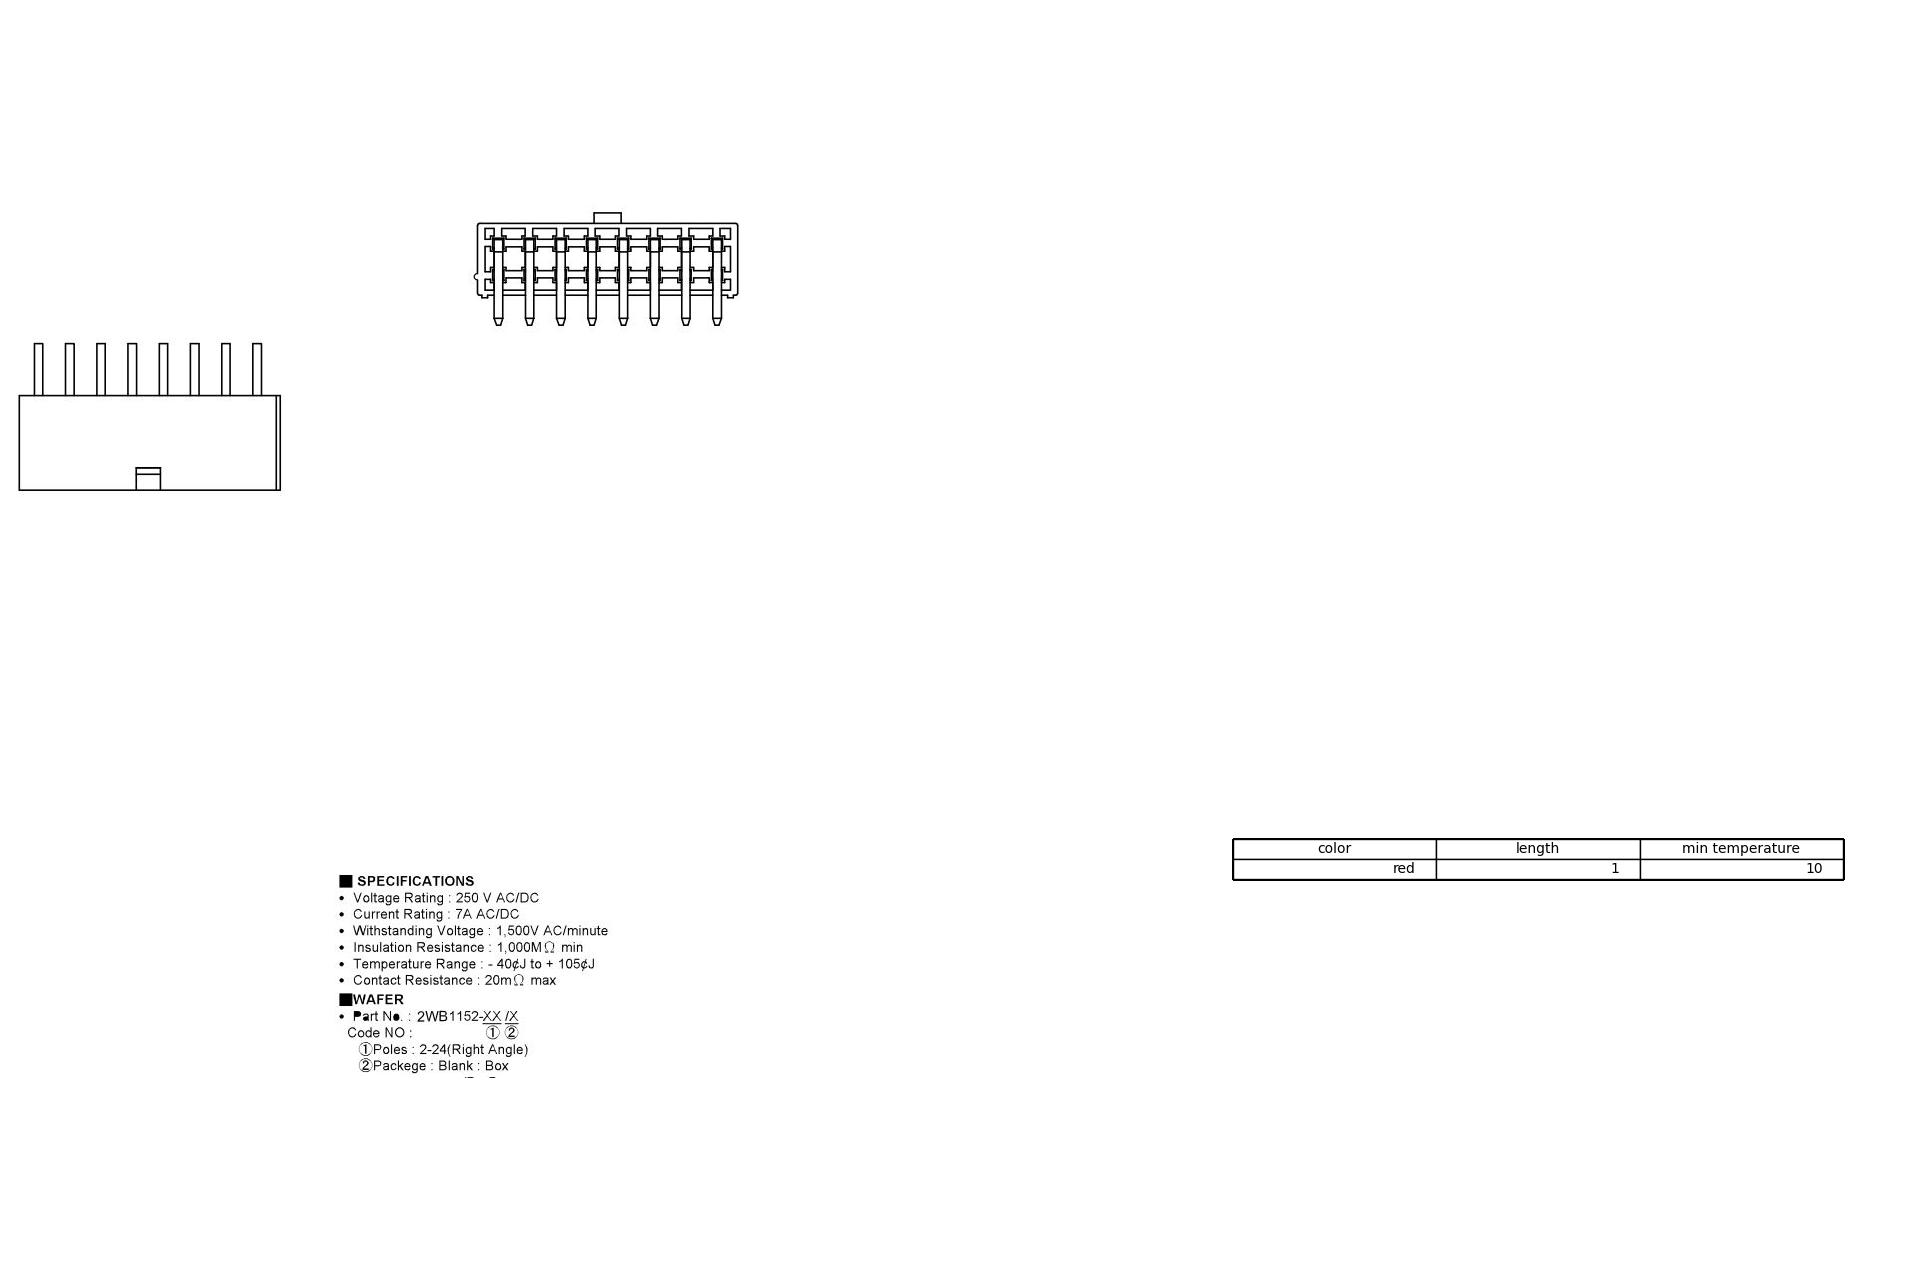 color length min temperature
red 1 10
■ SPECIFICATIONS
• Voltage Rating : 250 V AC/DC
• Current Rating : 7A AC/DC
• Withstanding Voltage : 1,500V AC/minute
• Insulation Resistance : 1,000MΩ min
• Temperature Range : - 40¢J to + 105¢J
• Contact Resistance : 20mΩ max
■WAFER
• Part No. : 2WB1152-XX /X
Code NO : ① ②
①Poles : 2-24(Right Angle)
②Packege : Blank : Box